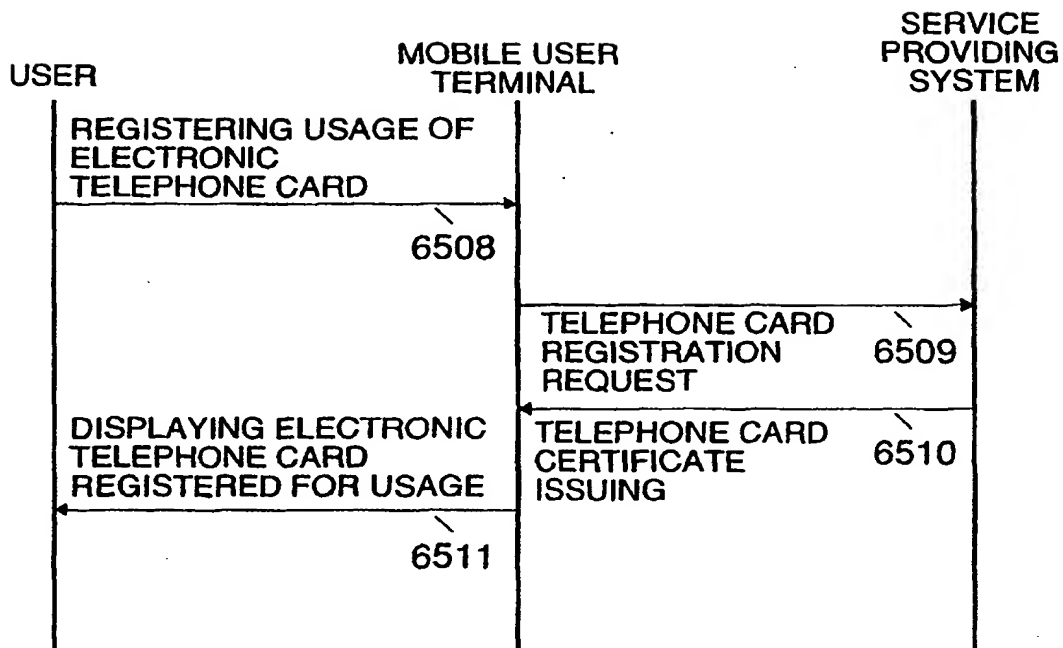 USER
MOBILE USER
TERMINAL
SERVICE
PROVIDING
SYSTEM
REGISTERING USAGE OF
ELECTRONIC
TELEPHONE CARD
6508
TELEPHONE CARD
REGISTRATION
REQUEST
6509
TELEPHONE CARD
CERTIFICATE
ISSUING
6510
DISPLAYING ELECTRONIC
TELEPHONE CARD
REGISTERED FOR USAGE
6511